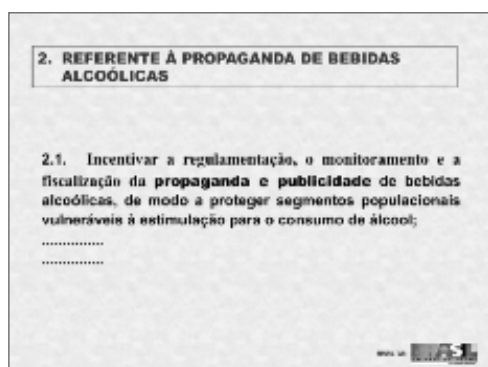 2. REFERENTE À PROPAGANDA DE BEBIDAS
ALCOÓLICAS
2.1. Incentivar a regulamentação, o monitoramento e a
fiscalização da propaganda e publicidade de bebidas
alcoólicas, de modo a proteger segmentos populacionais
vulneráveis à estimulação para o consumo de álcool;
...............
...............